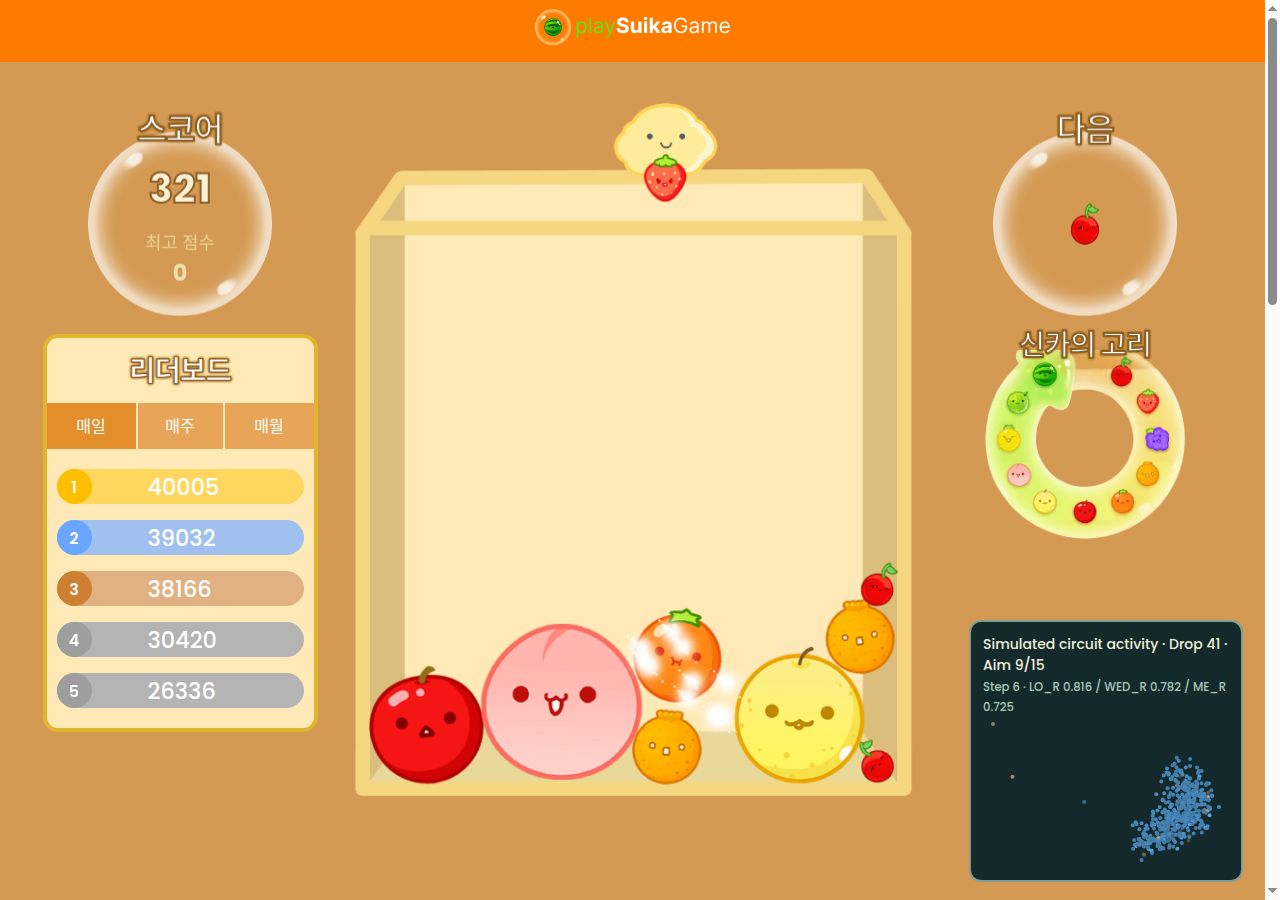 playSuikaGame
스코어
321
최고 점수
0
다음
신카의 고리
리더보드
매일 매주 매월
1 40005
2 39032
3 38166
4 30420
5 26336
Simulated circuit activity · Drop 41 ·
Aim 9/15
Step 6 · LO_R 0.816 / WED_R 0.782 / ME_R
0.725